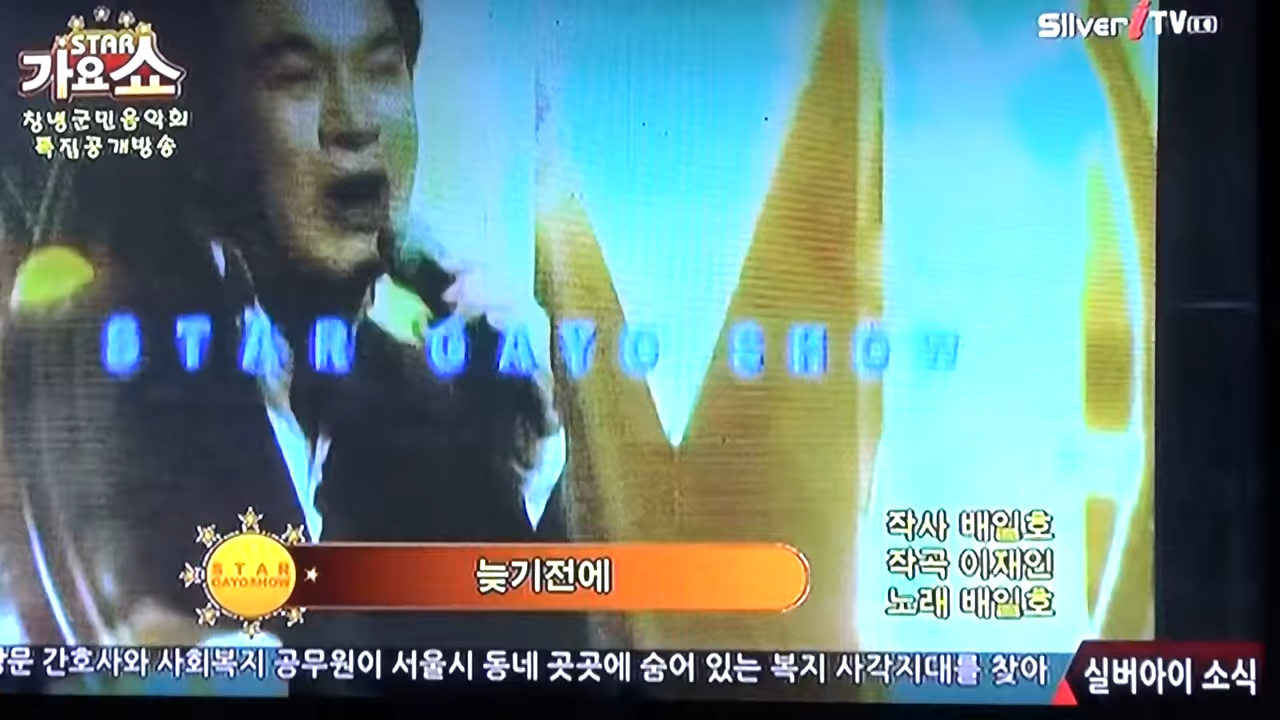 STAR
가요쇼
창녕군민음악회
특집공개방송
Silver i TV
STAR GAYO SHOW
STAR
GAYO SHOW
늦기전에
작사 배일호
작곡 이재인
노래 배일호
방문 간호사와 사회복지 공무원이 서울시 동네 곳곳에 숨어 있는 복지 사각지대를 찾아
실버아이 소식